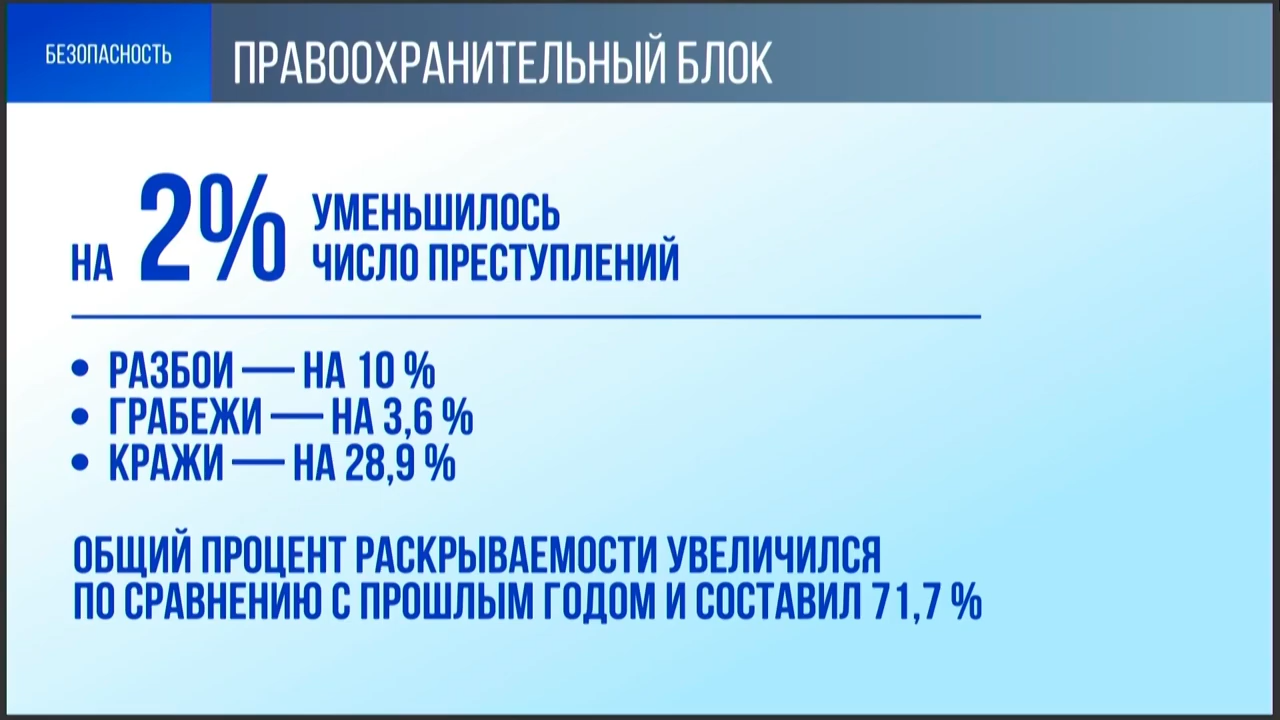 БЕЗОПАСНОСТЬ
ПРАВООХРАНИТЕЛЬНЫЙ БЛОК
НА 2% УМЕНЬШИЛОСЬ
ЧИСЛО ПРЕСТУПЛЕНИЙ
• РАЗБОИ — НА 10 %
• ГРАБЕЖИ — НА 3,6 %
• КРАЖИ — НА 28,9 %
ОБЩИЙ ПРОЦЕНТ РАСКРЫВАЕМОСТИ УВЕЛИЧИЛСЯ
ПО СРАВНЕНИЮ С ПРОШЛЫМ ГОДОМ И СОСТАВИЛ 71,7 %